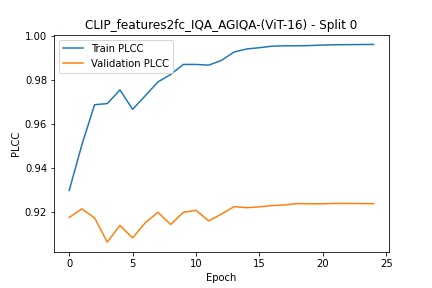 CLIP_features2fc_IQA_AGIQA-(ViT-16) - Split 0
Train PLCC
Validation PLCC
PLCC
1.00
0.98
0.96
0.94
0.92
0
5
10
15
20
25
Epoch